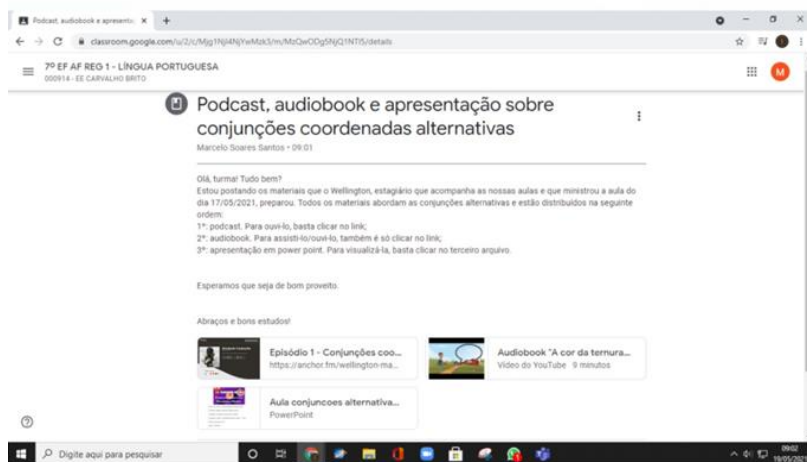 Podcast, audiobook e apresenta
classroom.google.com/u/2/c/
/details
7º EF AF REG 1 - LÍNGUA PORTUGUESA
000914 - EE CARVALHO BRITO
M
Podcast, audiobook e apresentação sobre
conjunções coordenadas alternativas
Marcelo Soares Santos • 09:01
Olá, turma! Tudo bem?
Estou postando os materiais que o Wellington, estagiário que acompanha as nossas aulas e que ministrou a aula do
dia 17/05/2021, preparou. Todos os materiais abordam as conjunções alternativas e estão distribuídos na seguinte
ordem:
1º: podcast. Para ouvi-lo, basta clicar no link;
2º: audiobook. Para assisti-lo/ouvi-lo, também é só clicar no link;
3º: apresentação em power point. Para visualizá-la, basta clicar no terceiro arquivo.
Esperamos que seja de bom proveito.
Abraços e bons estudos!
Episódio 1 - Conjunções coo...
https://anchor.fm/wellington-ma...
Audiobook "A cor da ternura...
Vídeo do YouTube 9 minutos
Aula conjuncoes alternativa...
PowerPoint
Digite aqui para pesquisar
09:02
19/05/2021